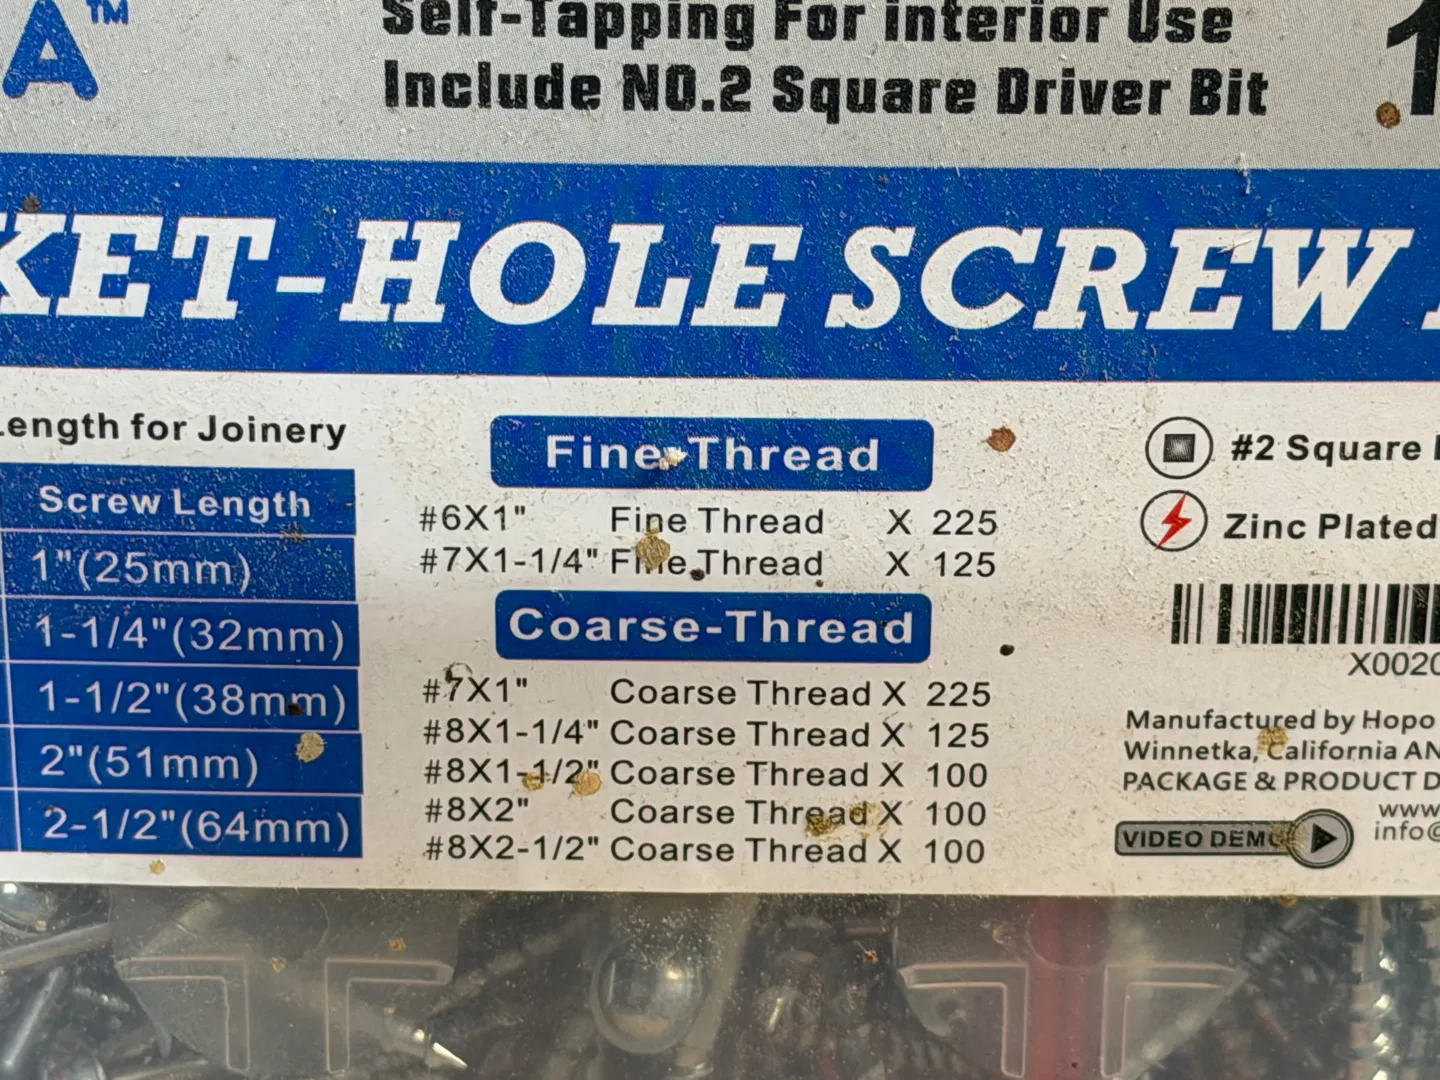 A™
Self-Tapping For Interior Use
Include NO.2 Square Driver Bit
1
KET-HOLE SCREW
Length for Joinery
Screw Length
1"(25mm)
1-1/4"(32mm)
1-1/2"(38mm)
2"(51mm)
2-1/2"(64mm)
Fine-Thread
#6X1" Fine Thread X 225
#7X1-1/4" Fine Thread X 125
Coarse-Thread
#7X1" Coarse Thread X 225
#8X1-1/4" Coarse Thread X 125
#8X1-1/2" Coarse Thread X 100
#8X2" Coarse Thread X 100
#8X2-1/2" Coarse Thread X 100
#2 Square
Zinc Plated
X0020
Manufactured by Hopo
Winnetka, California
PACKAGE & PRODUCT D
www
info@
VIDEO DEMO